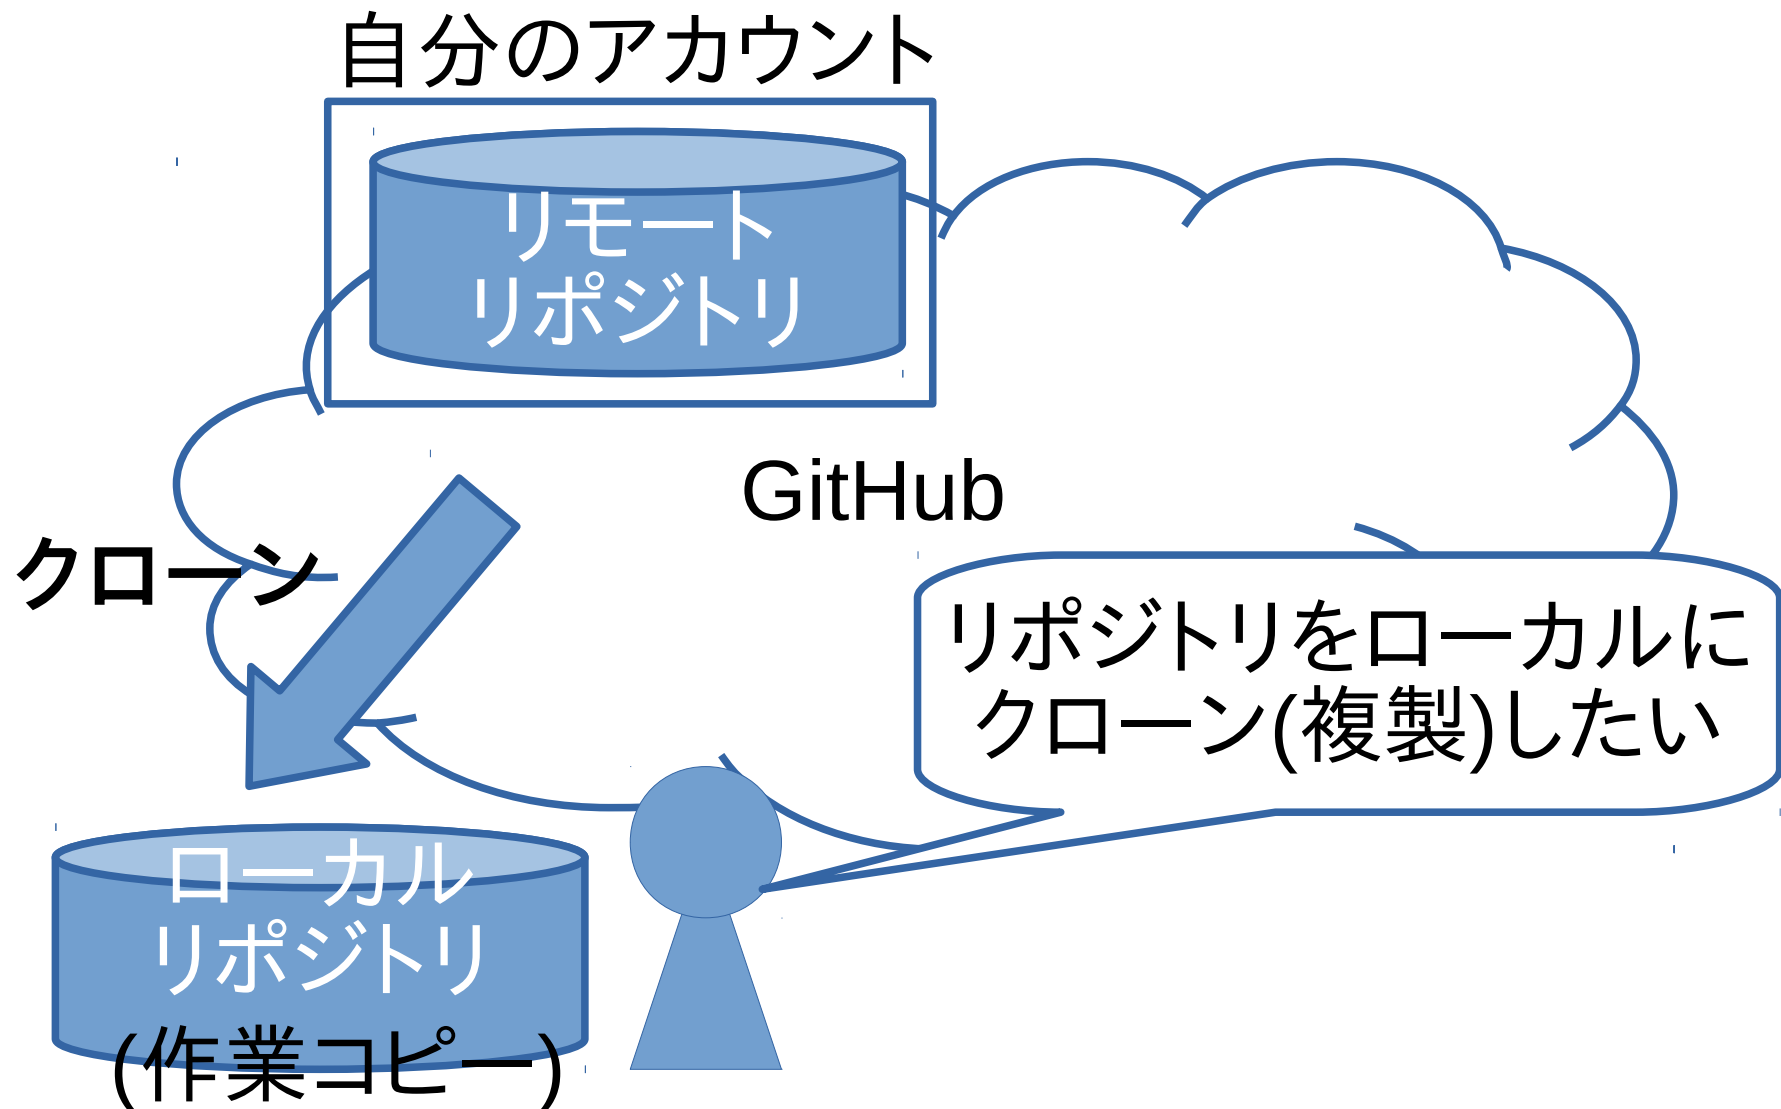 自分のアカウント
リモート
リポジトリ
GitHub
クローン
リポジトリをローカルに
クローン(複製)したい
ローカル
リポジトリ
(作業コピー)